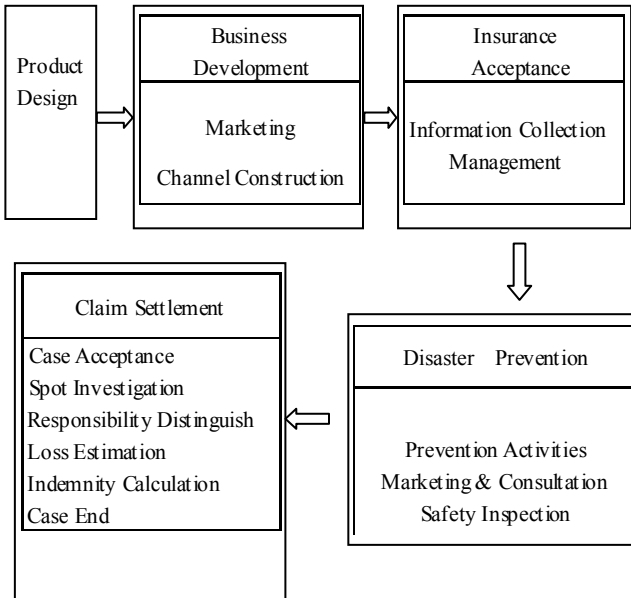 Product
Design
Business
Development
Marketing
Channel Construction
Insurance
Acceptance
Information Collection
Management
Disaster Prevention
Prevention Activities
Marketing & Consultation
Safety Inspection
Claim Settlement
Case Acceptance
Spot Investigation
Responsibility Distinguish
Loss Estimation
Indemnity Calculation
Case End